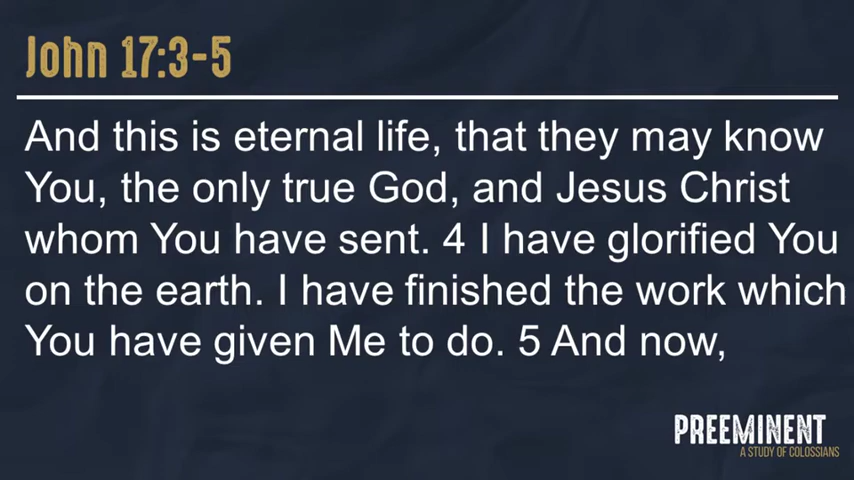 John 17:3-5
And this is eternal life, that they may know
You, the only true God, and Jesus Christ
whom You have sent. 4 I have glorified You
on the earth. I have finished the work which
You have given Me to do. 5 And now,
PREEMINENT
A STUDY OF COLOSSIANS